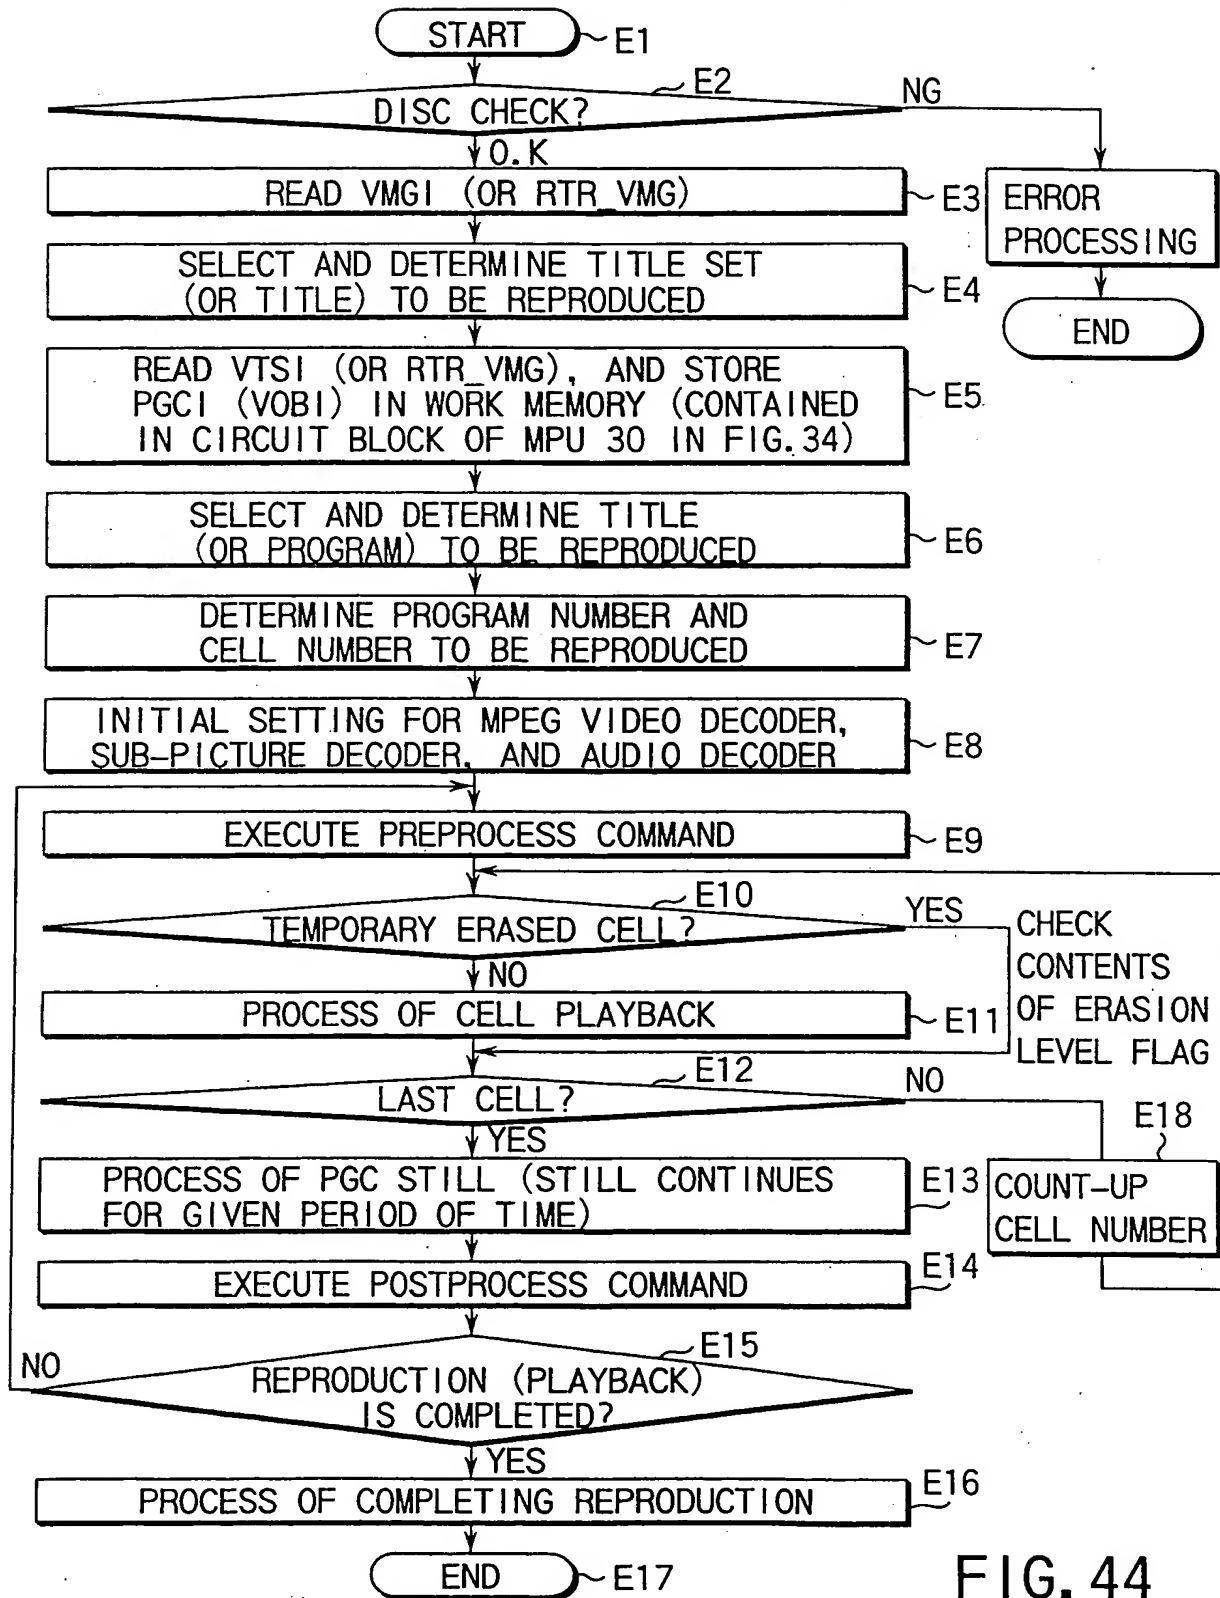 START
E1
E2
DISC CHECK?
NG
O.K
READ VMGI (OR RTR_VMG)
E3
ERROR
PROCESSING
END
SELECT AND DETERMINE TITLE SET
(OR TITLE) TO BE REPRODUCED
E4
READ VTSI (OR RTR_VMG), AND STORE
PGCI (VOBI) IN WORK MEMORY (CONTAINED
IN CIRCUIT BLOCK OF MPU 30 IN FIG.34)
E5
SELECT AND DETERMINE TITLE
(OR PROGRAM) TO BE REPRODUCED
E6
DETERMINE PROGRAM NUMBER AND
CELL NUMBER TO BE REPRODUCED
E7
INITIAL SETTING FOR MPEG VIDEO DECODER,
SUB-PICTURE DECODER, AND AUDIO DECODER
E8
EXECUTE PREPROCESS COMMAND
E9
E10
TEMPORARY ERASED CELL?
YES
CHECK
CONTENTS
OF ERASION
LEVEL FLAG
NO
PROCESS OF CELL PLAYBACK
E11
E12
LAST CELL?
NO
YES
E18
COUNT-UP
CELL NUMBER
PROCESS OF PGC STILL (STILL CONTINUES
FOR GIVEN PERIOD OF TIME)
E13
EXECUTE POSTPROCESS COMMAND
E14
E15
NO
REPRODUCTION (PLAYBACK)
IS COMPLETED?
YES
PROCESS OF COMPLETING REPRODUCTION
E16
END
E17
FIG. 44